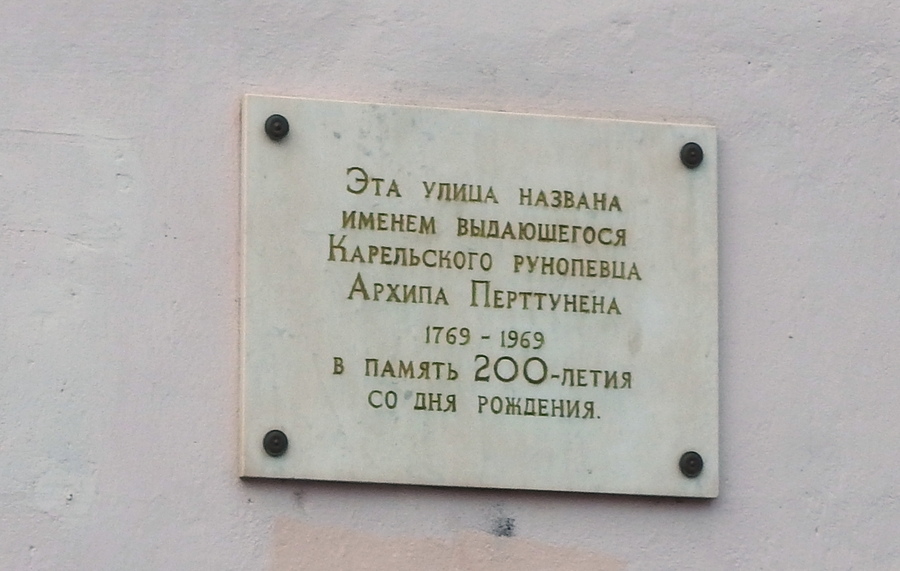 Эта улица названа
именем выдающегося
Карельского рунопевца
Архипа Перттунена
1769 - 1969
в память 200-летия
со дня рождения.